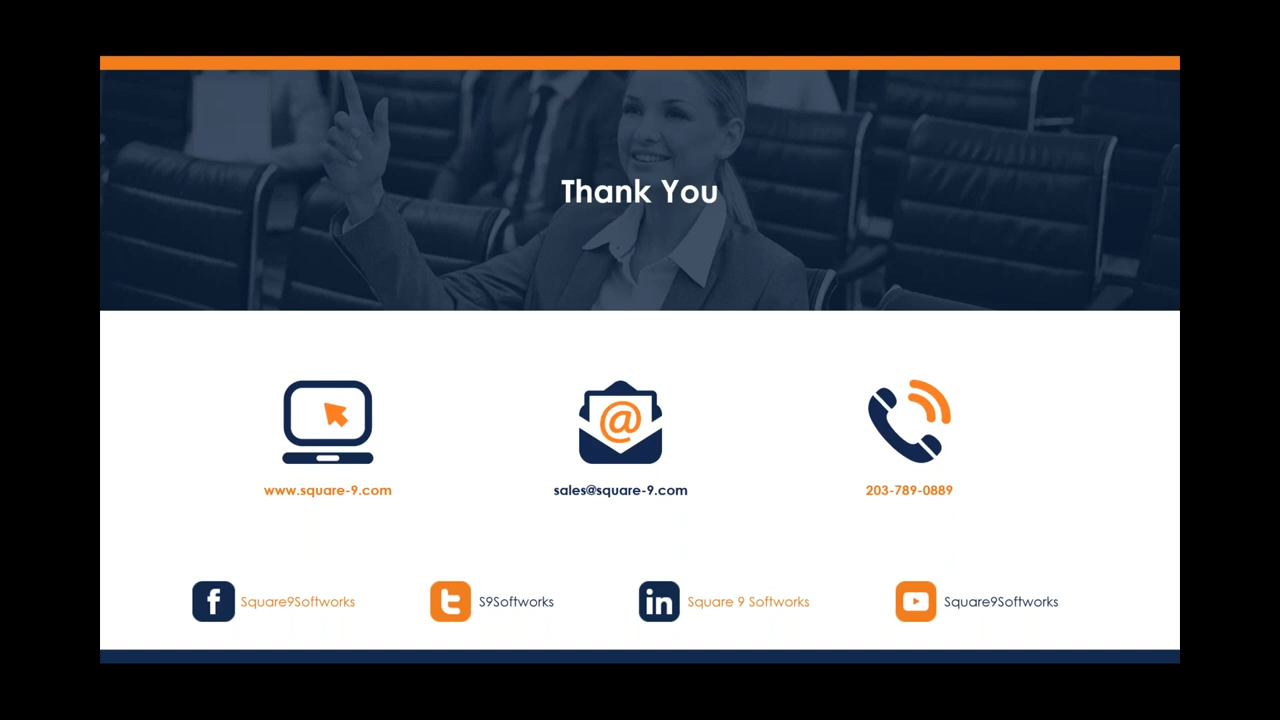 Thank You
www.square-9.com
sales@square-9.com
203-789-0889
Square9Softworks
S9Softworks
Square 9 Softworks
Square9Softworks